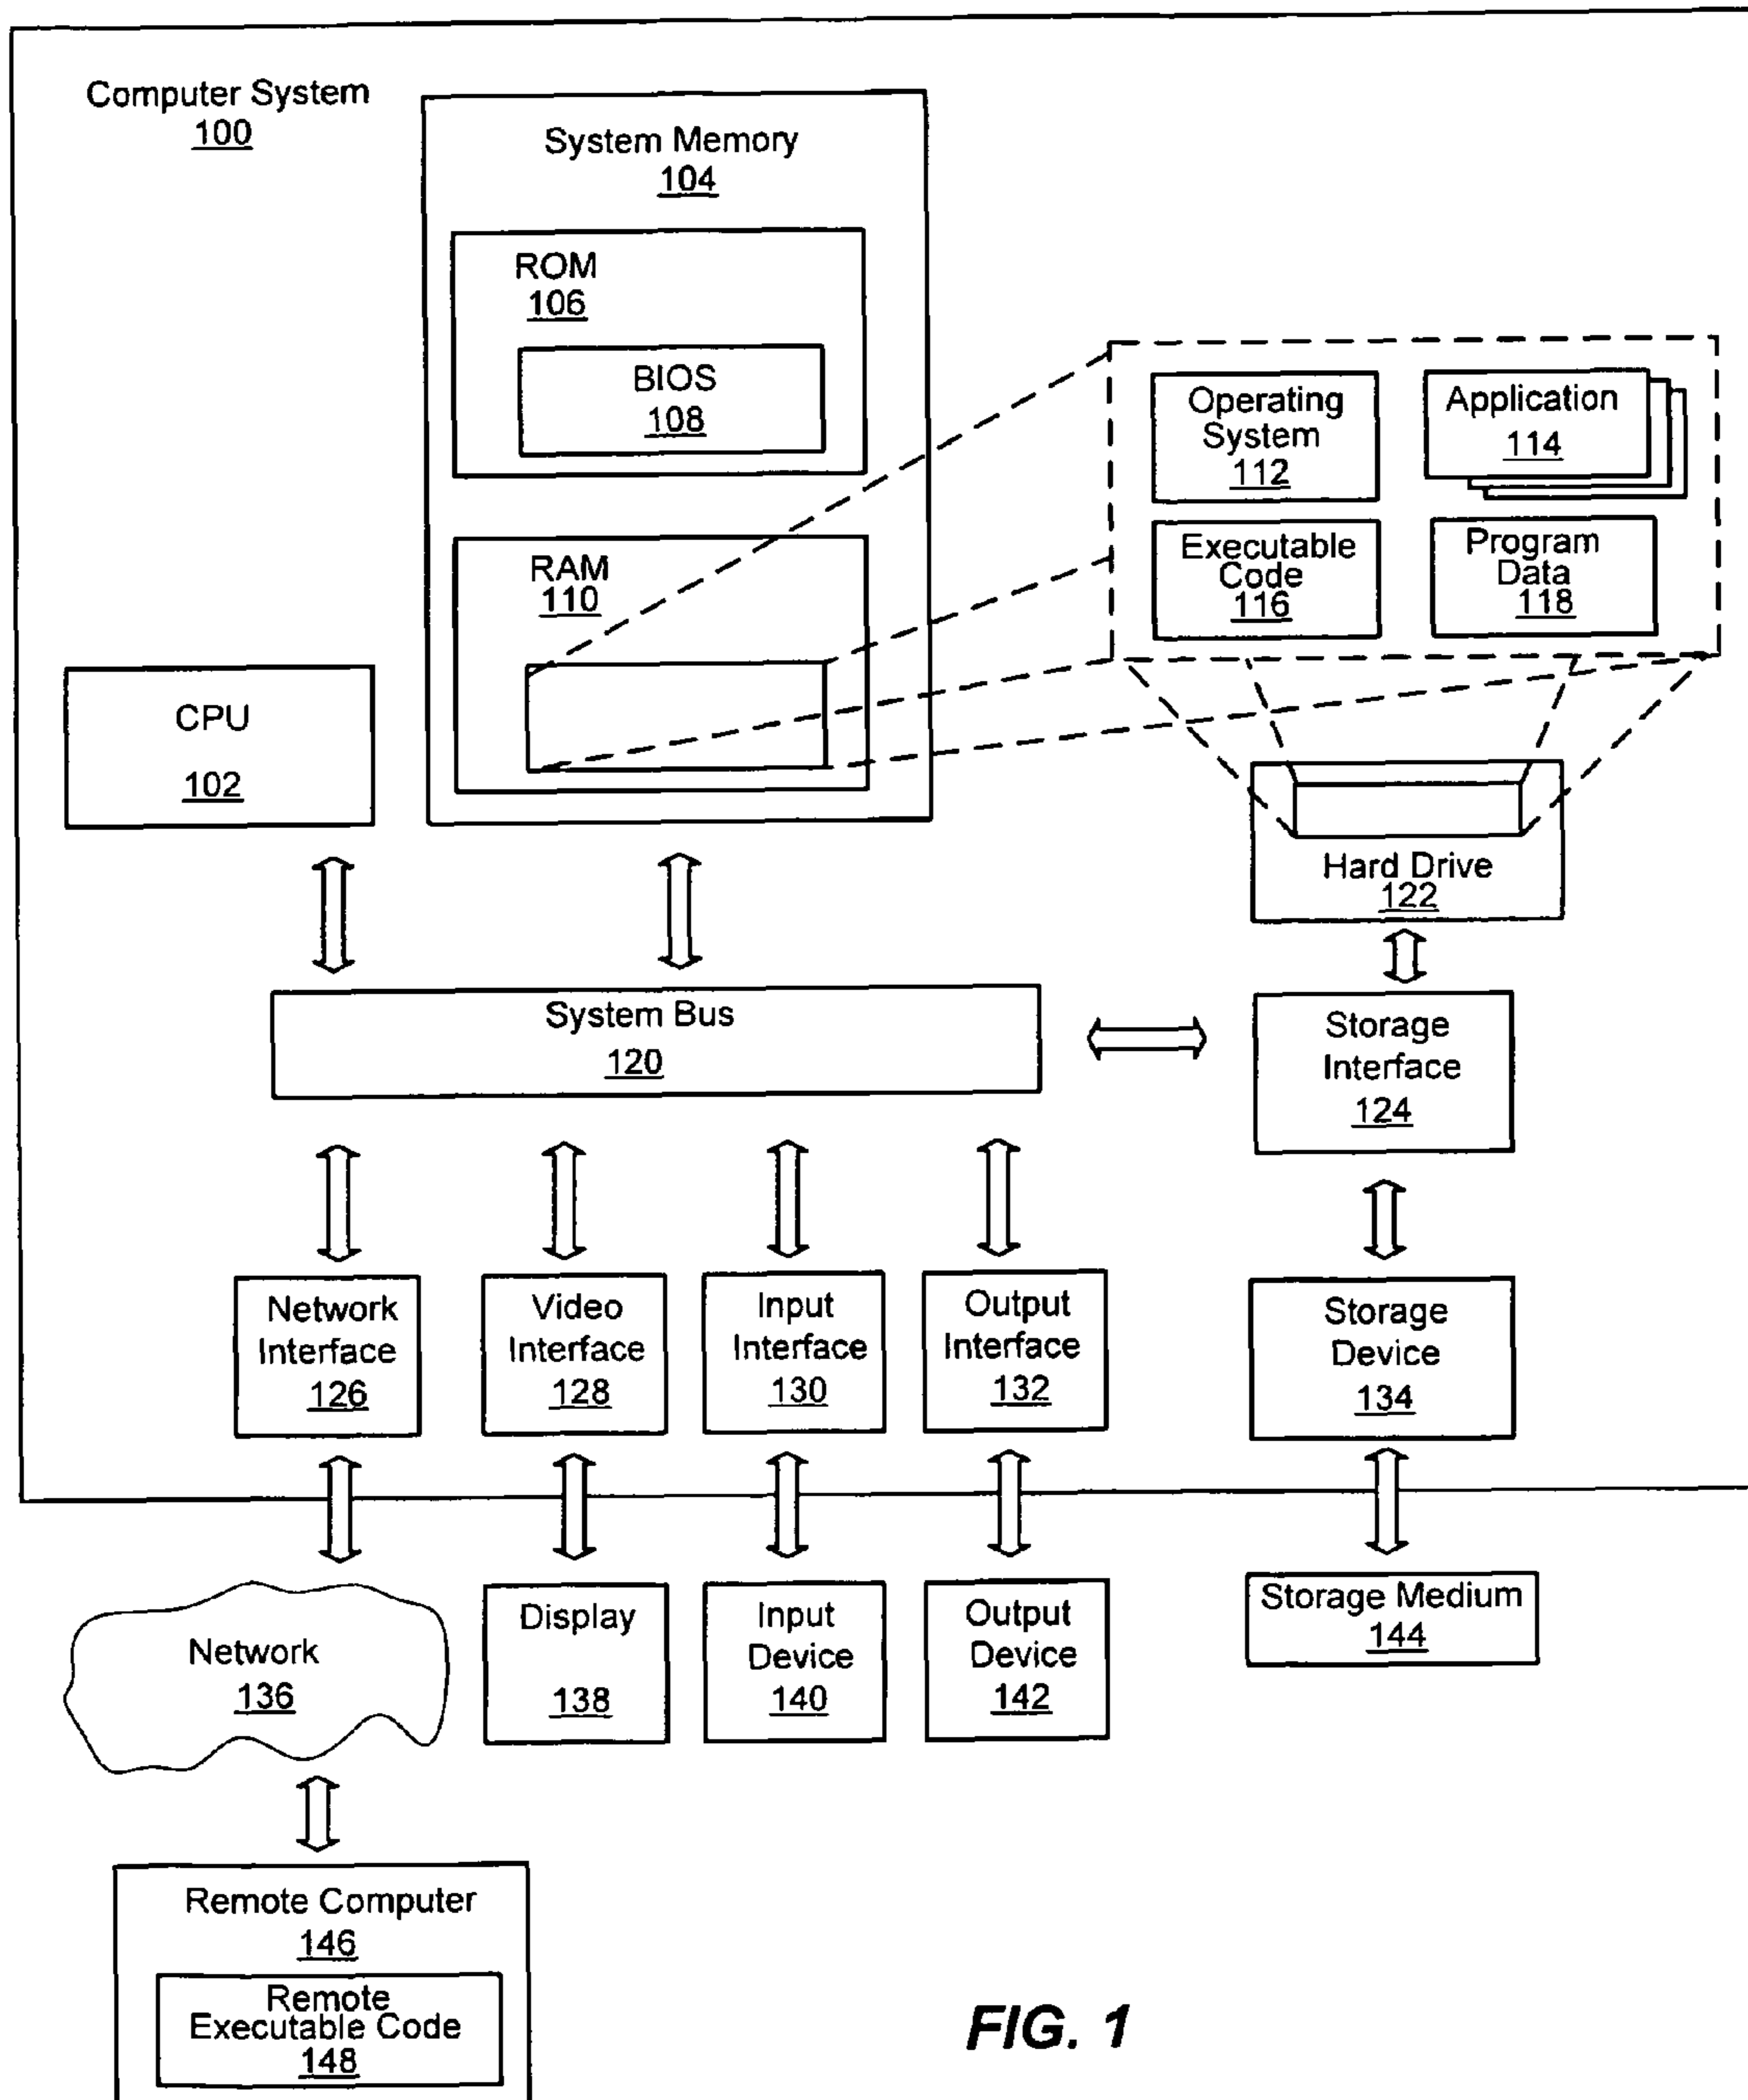 Computer System
100
System Memory
104
ROM
106
BIOS
108
RAM
110
Operating
System
112
Application
114
Executable
Code
116
Program
Data
118
CPU
102
Hard Drive
122
System Bus
120
Storage
Interface
124
Network
Interface
126
Video
Interface
128
Input
Interface
130
Output
Interface
132
Storage
Device
134
Network
136
Display
138
Input
Device
140
Output
Device
142
Storage Medium
144
Remote Computer
146
Remote
Executable Code
148
FIG. 1